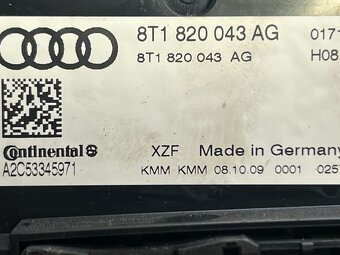 8T1 820 043 AG 0171
8T1 820 043 AG H08
Continental
XZF Made in Germany
A2C53345971
KMM KMM 08.10.09 0001 025